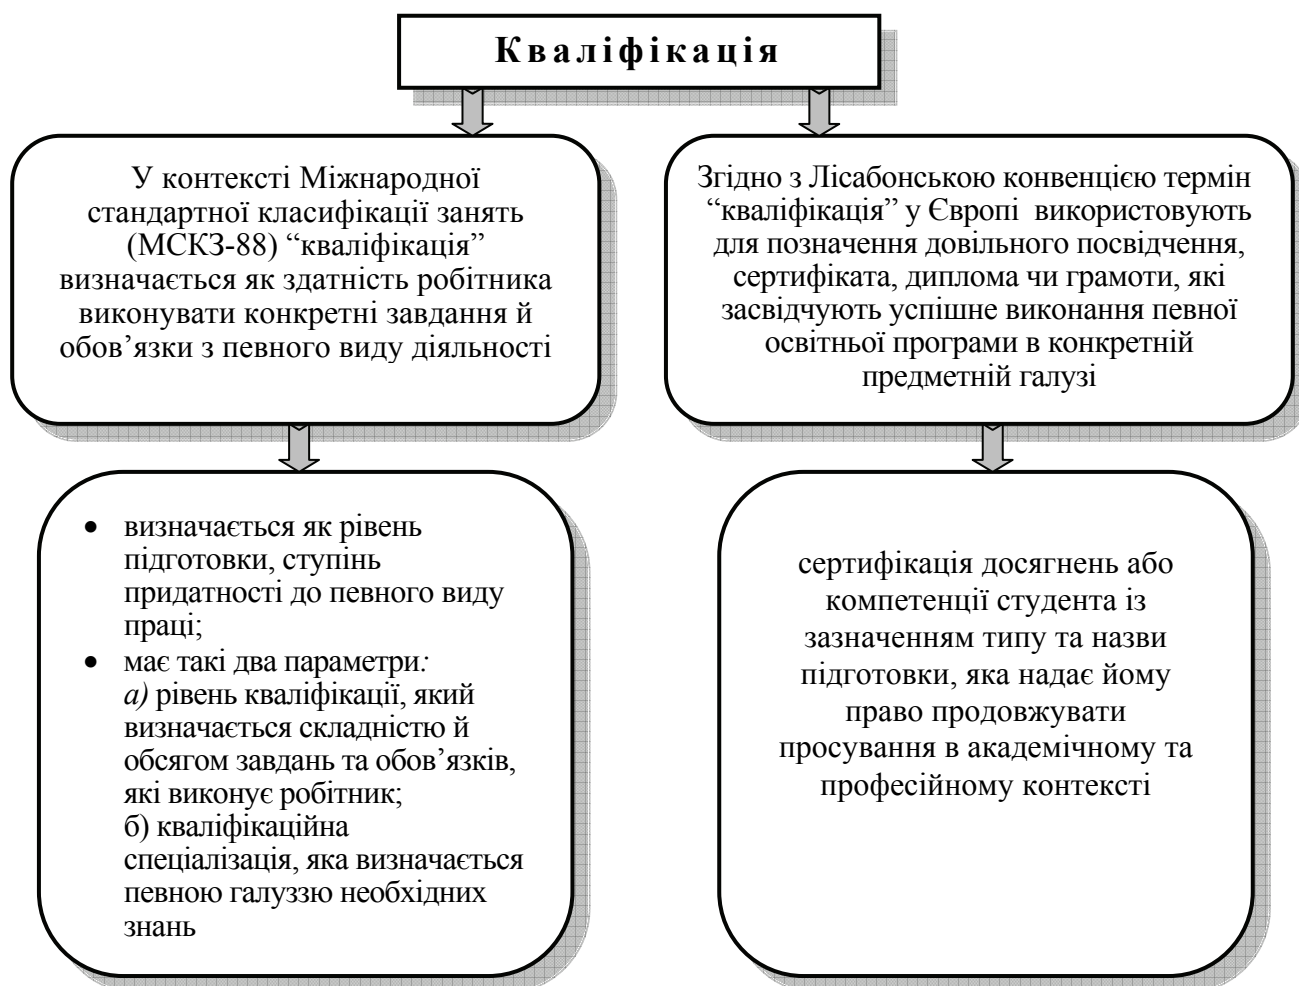 Кваліфікація
У контексті Міжнародної
стандартної класифікації занять
(МСКЗ-88) “кваліфікація”
визначається як здатність робітника
виконувати конкретні завдання й
обов’язки з певного виду діяльності
Згідно з Лісабонською конвенцією термін
“кваліфікація” у Європі використовують
для позначення довільного посвідчення,
сертифіката, диплома чи грамоти, які
засвідчують успішне виконання певної
освітньої програми в конкретній
предметній галузі
• визначається як рівень
підготовки, ступінь
придатності до певного виду
праці;
• має такі два параметри:
а) рівень кваліфікації, який
визначається складністю й
обсягом завдань та обов’язків,
які виконує робітник;
б) кваліфікаційна
спеціалізація, яка визначається
певною галуззю необхідних
знань
сертифікація досягнень або
компетенції студента із
зазначенням типу та назви
підготовки, яка надає йому
право продовжувати
просування в академічному та
професійному контексті